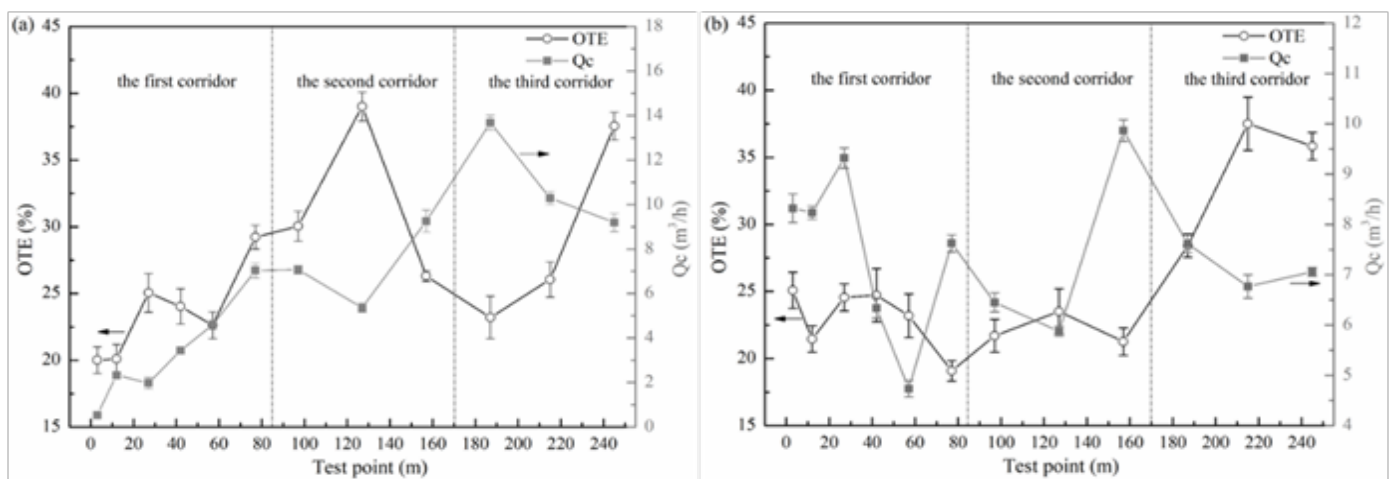 (a)
OTE
Qc
the first corridor
the second corridor
the third corridor
45
40
35
30
25
20
15
OTE (%)
18
16
14
12
10
8
6
4
2
0
Qc (m³/h)
0 20 40 60 80 100 120 140 160 180 200 220 240
Test point (m)
(b)
OTE
Qc
the first corridor
the second corridor
the third corridor
45
40
35
30
25
20
15
OTE (%)
12
11
10
9
8
7
6
5
4
Qc (m³/h)
0 20 40 60 80 100 120 140 160 180 200 220 240
Test point (m)